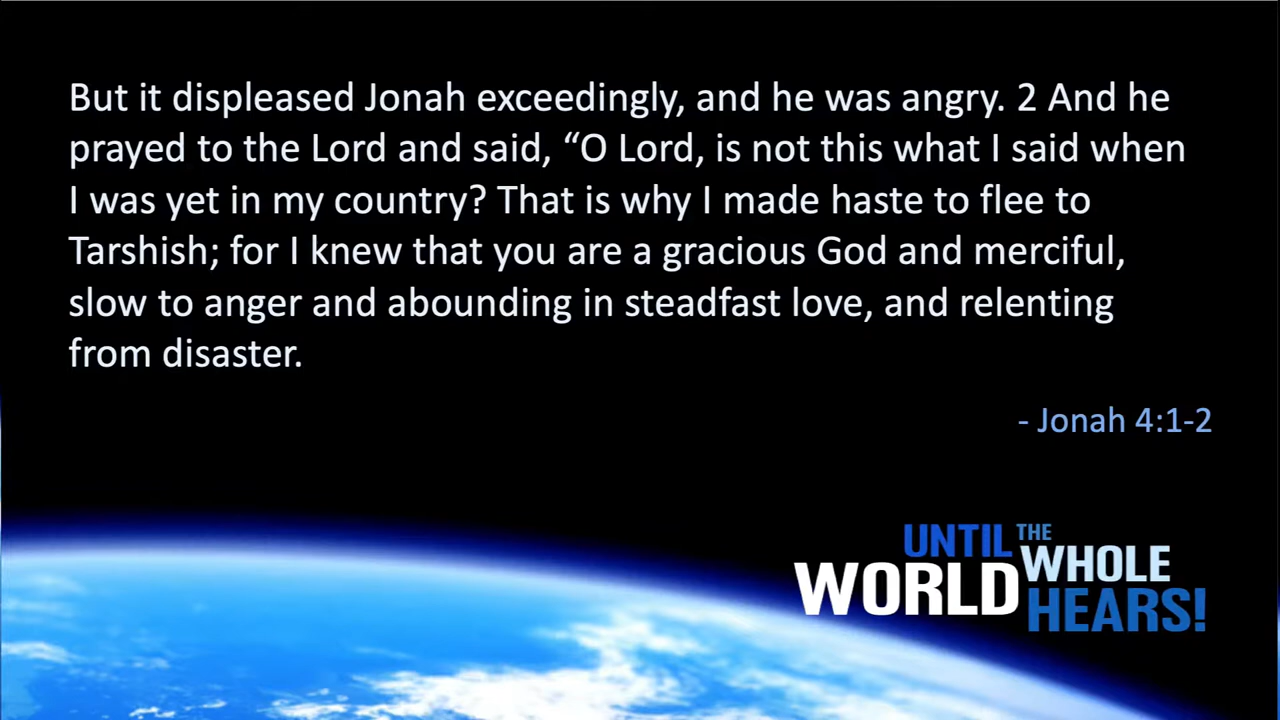 But it displeased Jonah exceedingly, and he was angry. 2 And he
prayed to the Lord and said, “O Lord, is not this what I said when
I was yet in my country? That is why I made haste to flee to
Tarshish; for I knew that you are a gracious God and merciful,
slow to anger and abounding in steadfast love, and relenting
from disaster.
- Jonah 4:1-2
UNTIL THE
WORLD WHOLE
HEARS!